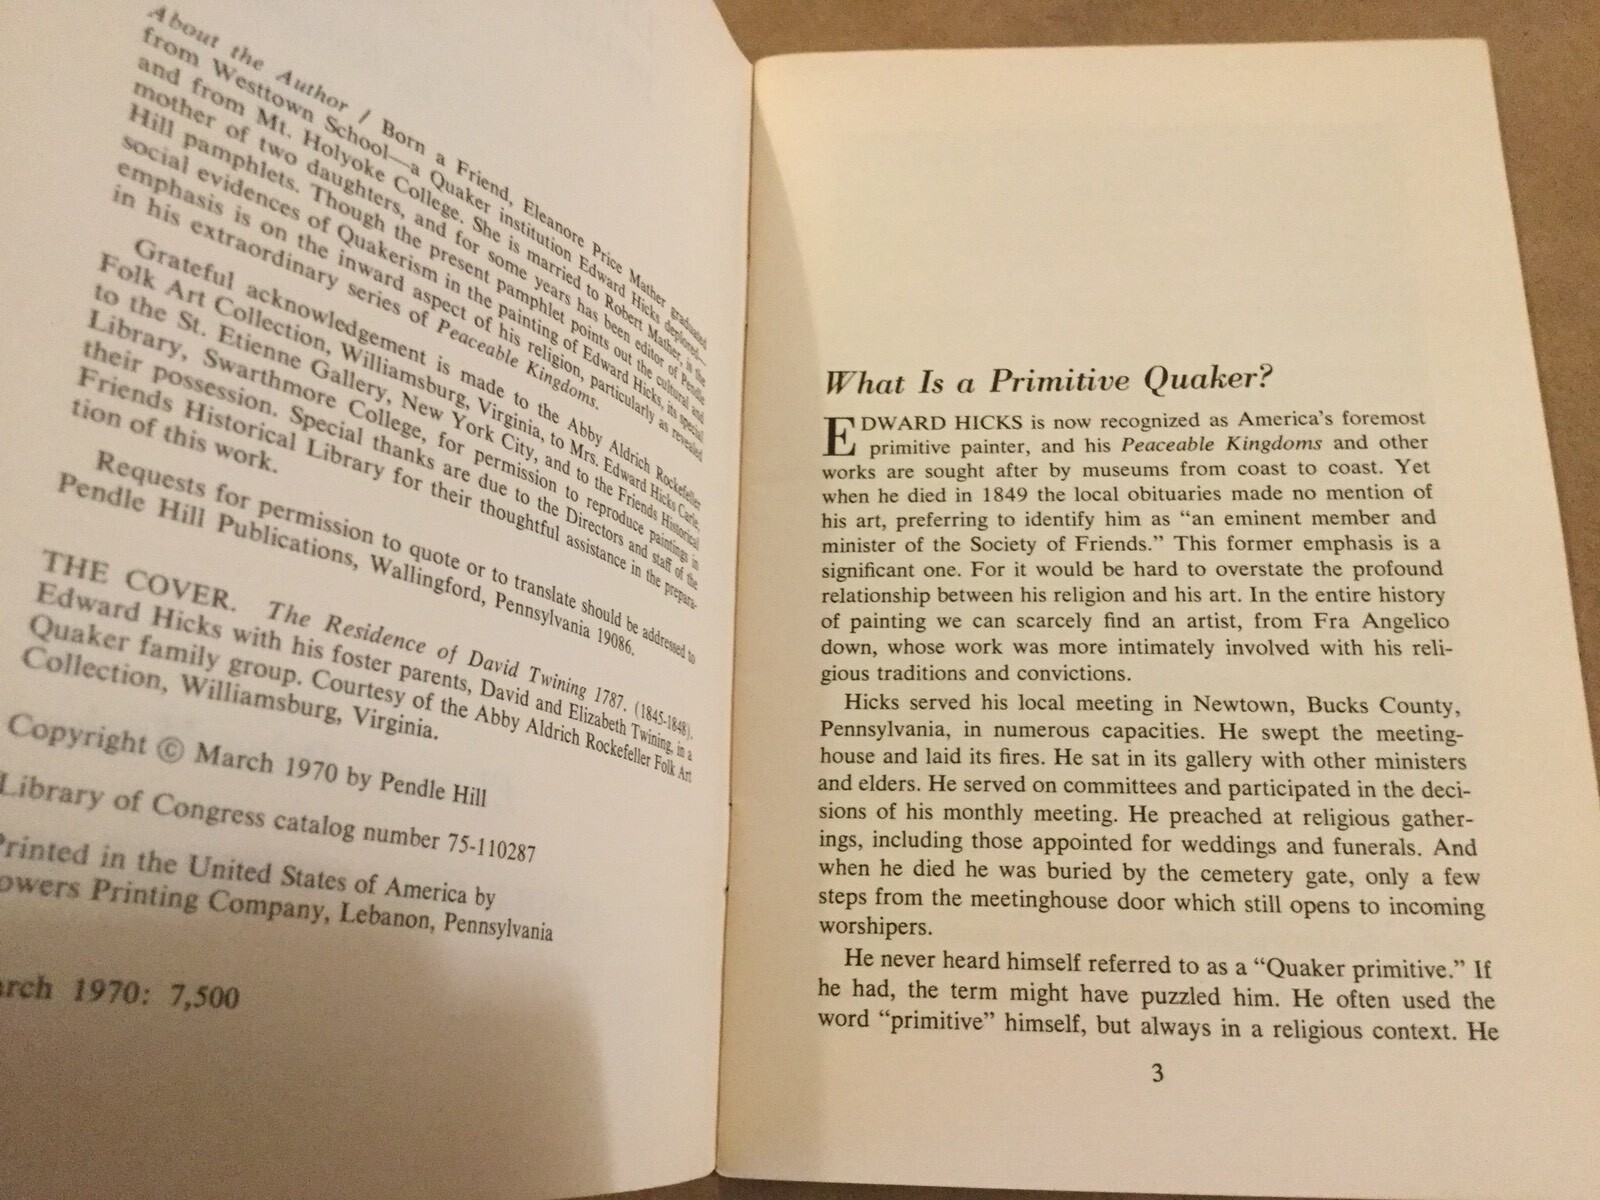 About the Author / Born a Friend, Eleanore Price Mather graduated
from Westtown School—a Quaker institution Edward Hicks deplored—
and from Mt. Holyoke College. She is married to Robert Mather, is the
mother of two daughters, and for some years has been editor of Pendle
Hill pamphlets. Though the present pamphlet points out the cultural and
social evidences of Quakerism in the painting of Edward Hicks, its special
emphasis is on the inward aspect of his religion, particularly as revealed
in his extraordinary series of Peaceable Kingdoms.
Grateful acknowledgement is made to the Abby Aldrich Rockefeller
Folk Art Collection, Williamsburg, Virginia, to Mrs. Edward Hicks Carle,
to the St. Etienne Gallery, New York City, and to the Friends Historical
Library, Swarthmore College, for permission to reproduce paintings in
their possession. Special thanks are due to the Directors and staff of the
Friends Historical Library for their thoughtful assistance in the prepara-
tion of this work.
Requests for permission to quote or to translate should be addressed to
Pendle Hill Publications, Wallingford, Pennsylvania 19086.
THE COVER. The Residence of David Twining 1787. (1845-1848).
Edward Hicks with his foster parents, David and Elizabeth Twining, in a
Quaker family group. Courtesy of the Abby Aldrich Rockefeller Folk Art
Collection, Williamsburg, Virginia.
Copyright © March 1970 by Pendle Hill
Library of Congress catalog number 75-110287
Printed in the United States of America by
owers Printing Company, Lebanon, Pennsylvania
arch 1970: 7,500
What Is a Primitive Quaker?
EDWARD HICKS is now recognized as America's foremost
primitive painter, and his Peaceable Kingdoms and other
works are sought after by museums from coast to coast. Yet
when he died in 1849 the local obituaries made no mention of
his art, preferring to identify him as “an eminent member and
minister of the Society of Friends.” This former emphasis is a
significant one. For it would be hard to overstate the profound
relationship between his religion and his art. In the entire history
of painting we can scarcely find an artist, from Fra Angelico
down, whose work was more intimately involved with his reli-
gious traditions and convictions.
Hicks served his local meeting in Newtown, Bucks County,
Pennsylvania, in numerous capacities. He swept the meeting-
house and laid its fires. He sat in its gallery with other ministers
and elders. He served on committees and participated in the deci-
sions of his monthly meeting. He preached at religious gather-
ings, including those appointed for weddings and funerals. And
when he died he was buried by the cemetery gate, only a few
steps from the meetinghouse door which still opens to incoming
worshipers.
He never heard himself referred to as a “Quaker primitive.” If
he had, the term might have puzzled him. He often used the
word “primitive” himself, but always in a religious context. He
3